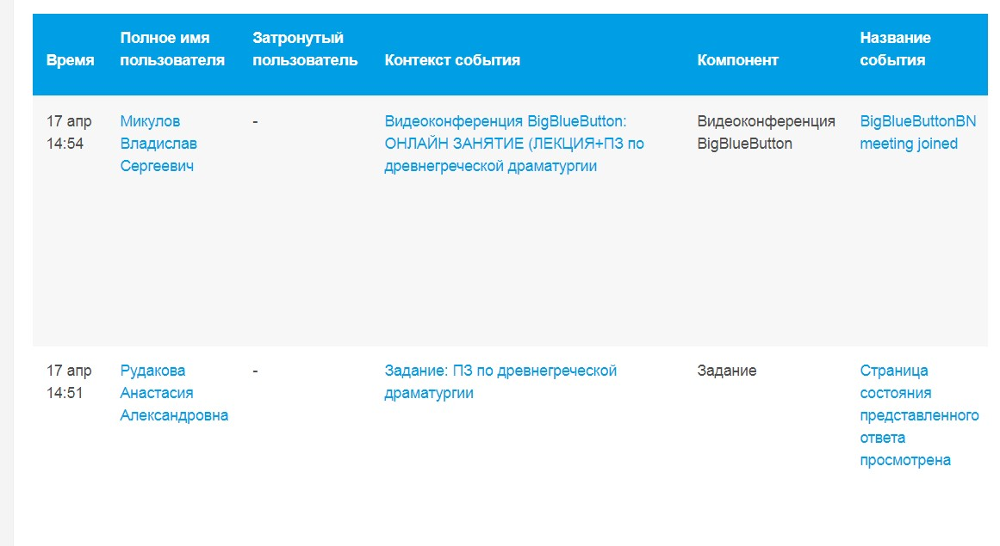 Время
Полное имя
пользователя
Затронутый
пользователь
Контекст события
Компонент
Название
события
17 апр
14:54
Микулов
Владислав
Сергеевич
-
Видеоконференция BigBlueButton:
ОНЛАЙН ЗАНЯТИЕ (ЛЕКЦИЯ+ПЗ по
древнегреческой драматургии
Видеоконференция
BigBlueButton
BigBlueButtonBN
meeting joined
17 апр
14:51
Рудакова
Анастасия
Александровна
-
Задание: ПЗ по древнегреческой
драматургии
Задание
Страница
состояния
представленного
ответа
просмотрена